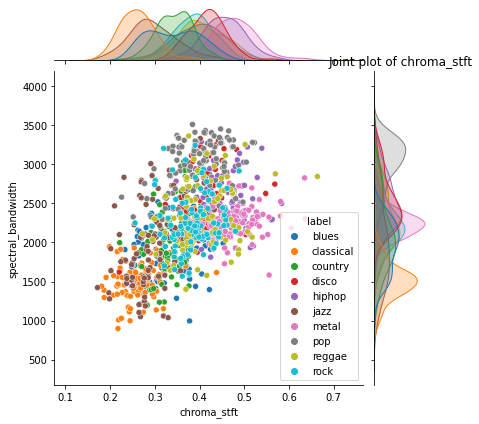 Joint plot of chroma_stft
4000
3500
3000
2500
2000
1500
1000
500
spectral_bandwidth
label
blues
classical
country
disco
hiphop
jazz
metal
pop
reggae
rock
0.1 0.2 0.3 0.4 0.5 0.6 0.7
chroma_stft